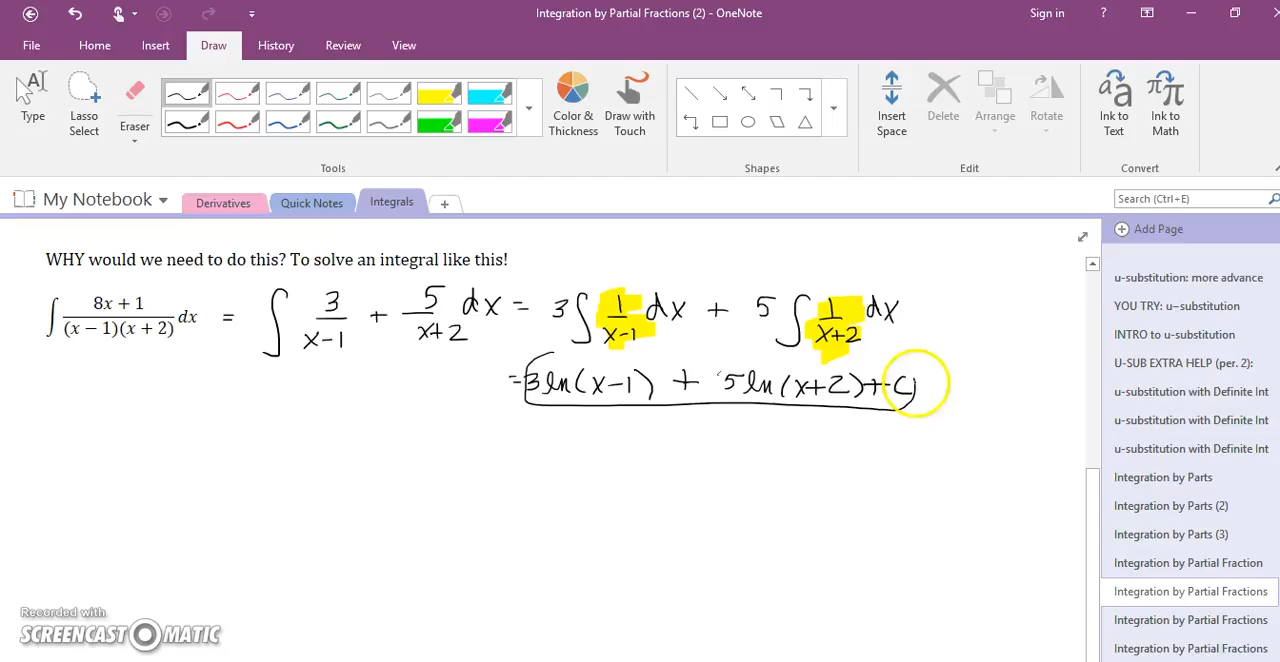 Integration by Partial Fractions (2) - OneNote
Sign in
?
File Home Insert Draw History Review View
Type
Lasso Select
Eraser
Color & Thickness
Draw with Touch
Insert Space
Delete
Arrange
Rotate
Ink to Text
Ink to Math
Tools
Shapes
Edit
Convert
My Notebook
Derivatives
Quick Notes
Integrals
+
Search (Ctrl+E)
Add Page
WHY would we need to do this? To solve an integral like this!
∫ (8x + 1)/((x − 1)(x + 2)) dx = ∫ 3/(x-1) + 5/(x+2) dx = 3∫ 1/(x-1) dx + 5∫ 1/(x+2) dx
= 3ln(x-1) + 5ln(x+2)+C
u-substitution: more advance
YOU TRY: u-substitution
INTRO to u-substitution
U-SUB EXTRA HELP (per. 2):
u-substitution with Definite Int
u-substitution with Definite Int
u-substitution with Definite Int
Integration by Parts
Integration by Parts (2)
Integration by Parts (3)
Integration by Partial Fraction
Integration by Partial Fractions
Integration by Partial Fractions
Integration by Partial Fractions
Recorded with
SCREENCAST-O-MATIC